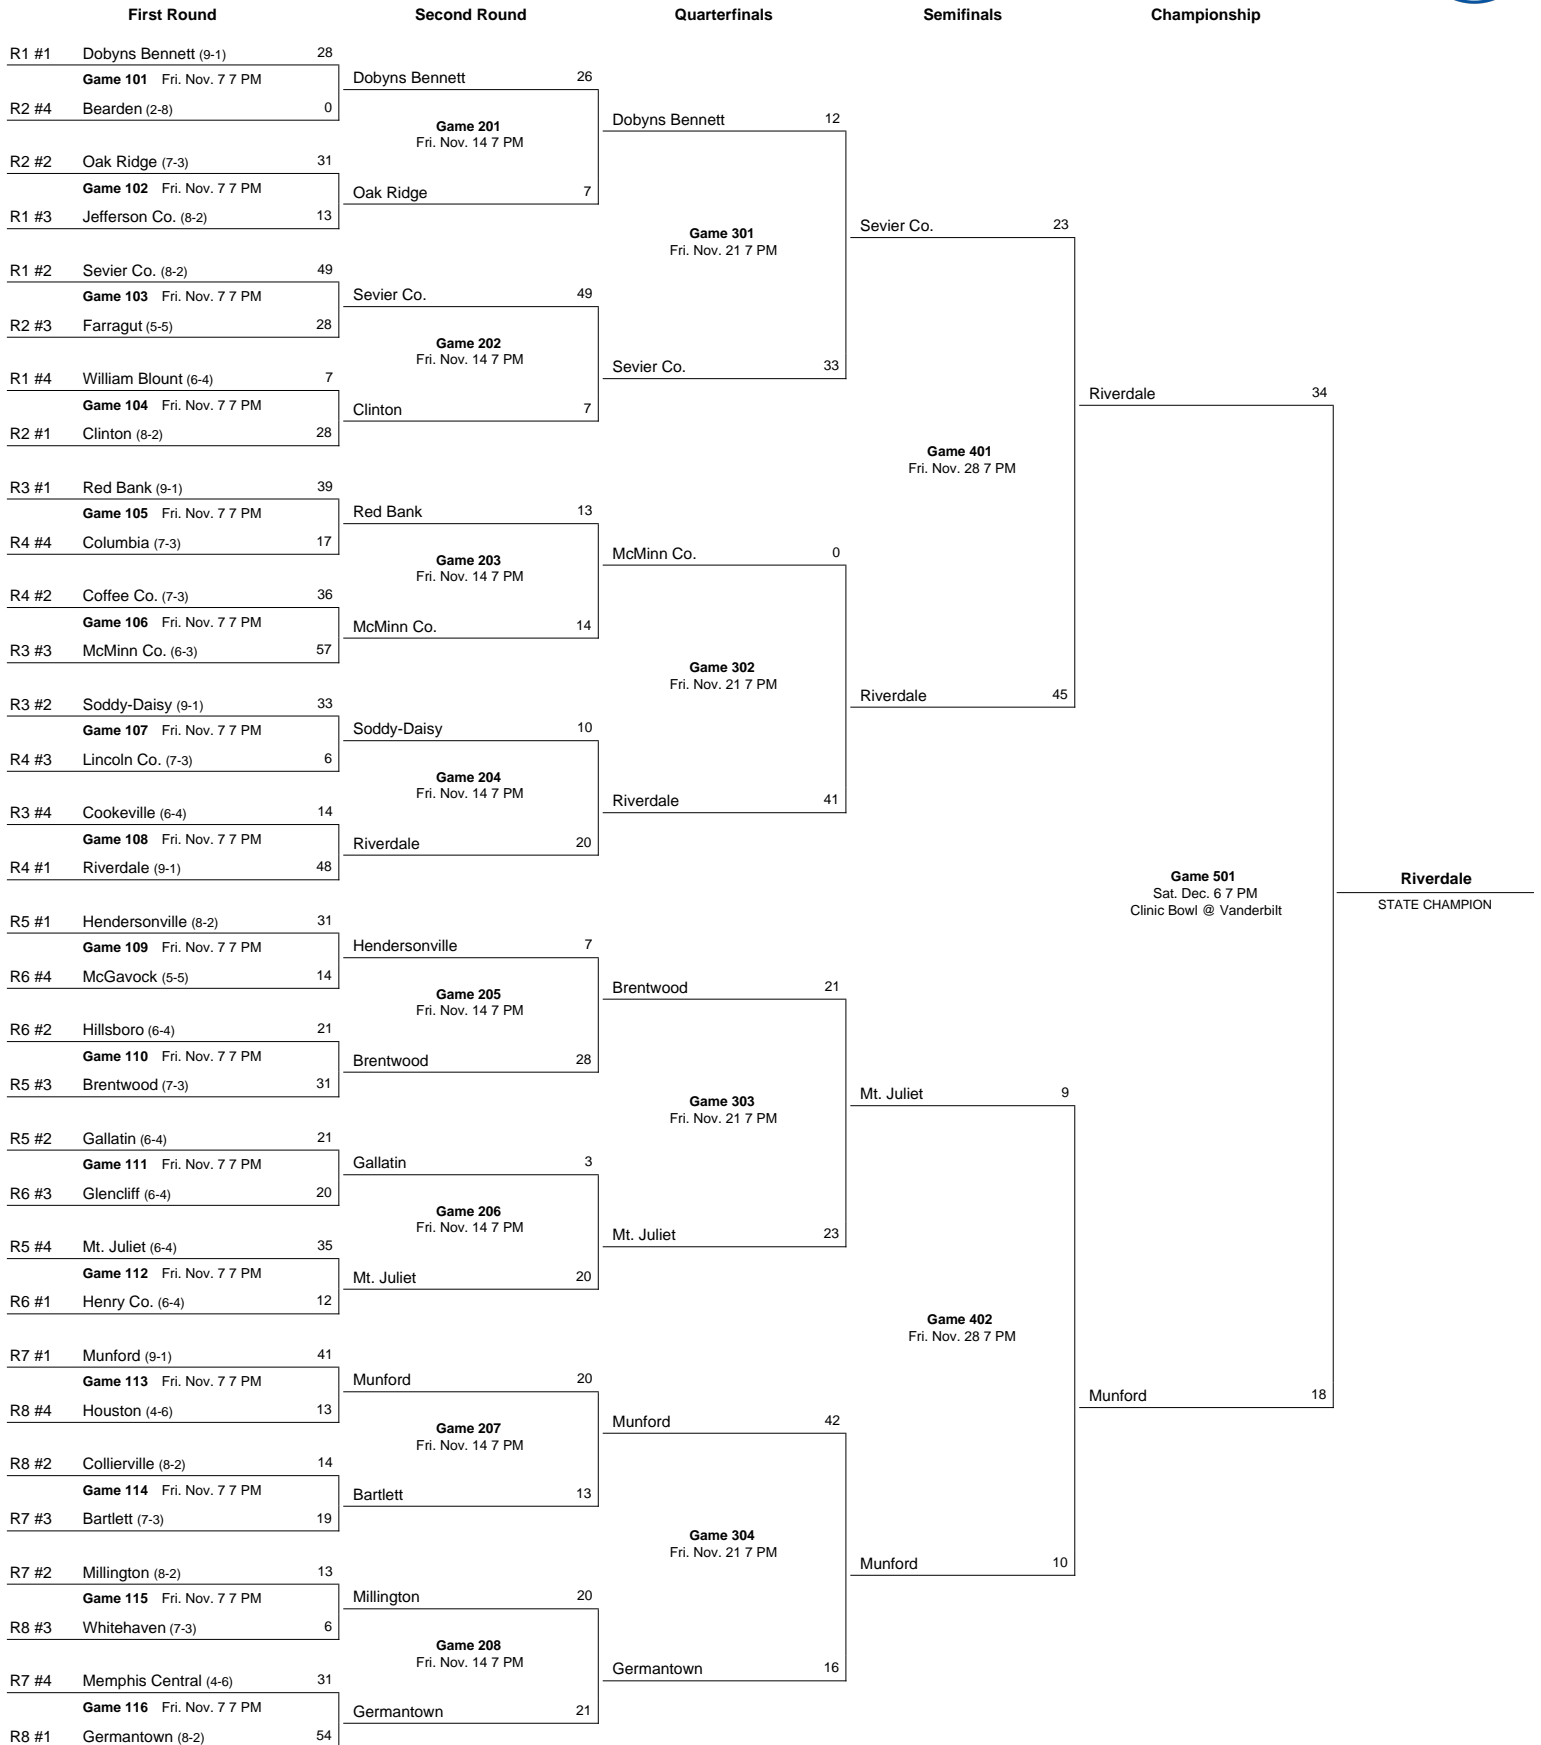 First Round Second Round Quarterfinals Semifinals Championship
R1 #1 Dobyns Bennett (9-1) 28
Game 101 Fri. Nov. 7 7 PM
R2 #4 Bearden (2-8) 0
R2 #2 Oak Ridge (7-3) 31
Game 102 Fri. Nov. 7 7 PM
R1 #3 Jefferson Co. (8-2) 13
R1 #2 Sevier Co. (8-2) 49
Game 103 Fri. Nov. 7 7 PM
R2 #3 Farragut (5-5) 28
R1 #4 William Blount (6-4) 7
Game 104 Fri. Nov. 7 7 PM
R2 #1 Clinton (8-2) 28
R3 #1 Red Bank (9-1) 39
Game 105 Fri. Nov. 7 7 PM
R4 #4 Columbia (7-3) 17
R4 #2 Coffee Co. (7-3) 36
Game 106 Fri. Nov. 7 7 PM
R3 #3 McMinn Co. (6-3) 57
R3 #2 Soddy-Daisy (9-1) 33
Game 107 Fri. Nov. 7 7 PM
R4 #3 Lincoln Co. (7-3) 6
R3 #4 Cookeville (6-4) 14
Game 108 Fri. Nov. 7 7 PM
R4 #1 Riverdale (9-1) 48
R5 #1 Hendersonville (8-2) 31
Game 109 Fri. Nov. 7 7 PM
R6 #4 McGavock (5-5) 14
R6 #2 Hillsboro (6-4) 21
Game 110 Fri. Nov. 7 7 PM
R5 #3 Brentwood (7-3) 31
R5 #2 Gallatin (6-4) 21
Game 111 Fri. Nov. 7 7 PM
R6 #3 Glencliff (6-4) 20
R5 #4 Mt. Juliet (6-4) 35
Game 112 Fri. Nov. 7 7 PM
R6 #1 Henry Co. (6-4) 12
R7 #1 Munford (9-1) 41
Game 113 Fri. Nov. 7 7 PM
R8 #4 Houston (4-6) 13
R8 #2 Collierville (8-2) 14
Game 114 Fri. Nov. 7 7 PM
R7 #3 Bartlett (7-3) 19
R7 #2 Millington (8-2) 13
Game 115 Fri. Nov. 7 7 PM
R8 #3 Whitehaven (7-3) 6
R7 #4 Memphis Central (4-6) 31
Game 116 Fri. Nov. 7 7 PM
R8 #1 Germantown (8-2) 54
Dobyns Bennett 26
Game 201
Fri. Nov. 14 7 PM
Oak Ridge 7
Sevier Co. 49
Game 202
Fri. Nov. 14 7 PM
Clinton 7
Red Bank 13
Game 203
Fri. Nov. 14 7 PM
McMinn Co. 14
Soddy-Daisy 10
Game 204
Fri. Nov. 14 7 PM
Riverdale 20
Hendersonville 7
Game 205
Fri. Nov. 14 7 PM
Brentwood 28
Gallatin 3
Game 206
Fri. Nov. 14 7 PM
Mt. Juliet 20
Munford 20
Game 207
Fri. Nov. 14 7 PM
Bartlett 13
Millington 20
Game 208
Fri. Nov. 14 7 PM
Germantown 21
Dobyns Bennett 12
Game 301
Fri. Nov. 21 7 PM
Sevier Co. 33
McMinn Co. 0
Game 302
Fri. Nov. 21 7 PM
Riverdale 41
Brentwood 21
Game 303
Fri. Nov. 21 7 PM
Mt. Juliet 23
Munford 42
Game 304
Fri. Nov. 21 7 PM
Germantown 16
Sevier Co. 23
Game 401
Fri. Nov. 28 7 PM
Riverdale 45
Mt. Juliet 9
Game 402
Fri. Nov. 28 7 PM
Munford 10
Riverdale 34
Game 501
Sat. Dec. 6 7 PM
Clinic Bowl @ Vanderbilt
Munford 18
Riverdale
STATE CHAMPION